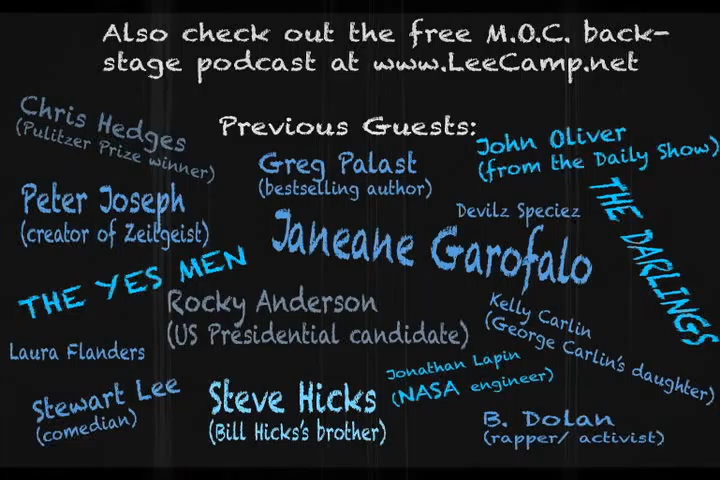 Also check out the free M.O.C. back-
stage podcast at www.LeeCamp.net
Previous Guests:
Chris Hedges
(Pulitzer Prize winner)
Greg Palast
(bestselling author)
John Oliver
(from the Daily Show)
Peter Joseph
(creator of Zeitgeist)
Devilz Speciez
Janeane Garofalo
THE DARLINGS
THE YES MEN
Rocky Anderson
(US Presidential candidate)
Kelly Carlin
(George Carlin's daughter)
Laura Flanders
Jonathan Lapin
(NASA engineer)
Stewart Lee
(comedian)
Steve Hicks
(Bill Hicks's brother)
B. Dolan
(rapper/ activist)